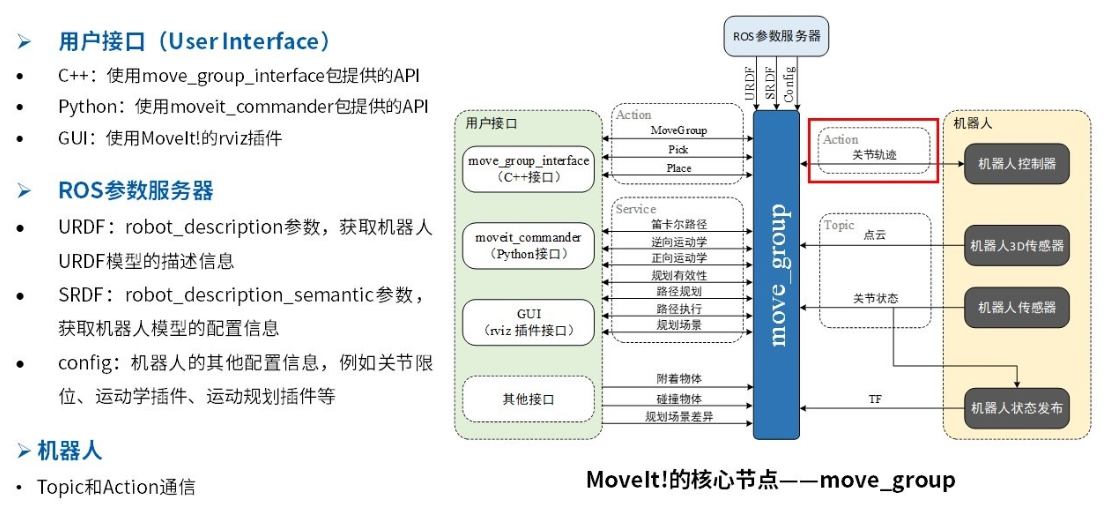 用户接口（User Interface）
C++：使用move_group_interface包提供的API
Python：使用moveit_commander包提供的API
GUI：使用MoveIt!的rviz插件
ROS参数服务器
URDF：robot_description参数，获取机器人
URDF模型的描述信息
SRDF：robot_description_semantic参数，
获取机器人模型的配置信息
config：机器人的其他配置信息，例如关节限
位、运动学插件、运动规划插件等
机器人
Topic和Action通信
ROS参数服务器
URDF
SRDF
Config
用户接口
move_group_interface
（C++接口）
moveit_commander
（Python接口）
GUI
（rviz 插件接口）
其他接口
Action
MoveGroup
Pick
Place
Service
笛卡尔路径
逆向运动学
正向运动学
规划有效性
路径规划
路径执行
规划场景
附着物体
碰撞物体
规划场景差异
move_group
Action
关节轨迹
Topic
点云
关节状态
TF
机器人
机器人控制器
机器人3D传感器
机器人传感器
机器人状态发布
MoveIt!的核心节点——move_group